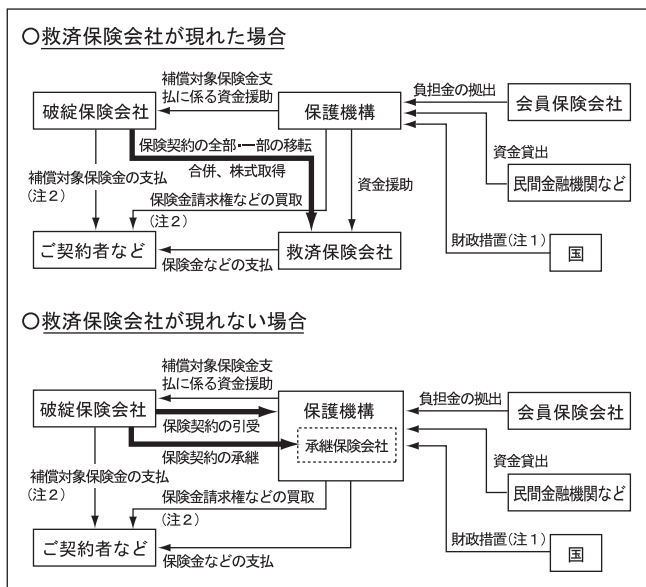 ○救済保険会社が現れた場合
補償対象保険金支
払に係る資金援助
負担金の拠出
破綻保険会社
保護機構
会員保険会社
保険契約の全部・一部の移転
合併、株式取得
資金貸出
補償対象保険金の支払
(注2)
保険金請求権などの買取
(注2)
資金援助
民間金融機関など
ご契約者など
保険金などの支払
救済保険会社
財政措置(注1)
国
○救済保険会社が現れない場合
補償対象保険金支
払に係る資金援助
負担金の拠出
破綻保険会社
保護機構
会員保険会社
保険契約の引受
承継保険会社
保険契約の承継
資金貸出
補償対象保険金の支払
(注2)
保険金請求権などの買取
(注2)
民間金融機関など
ご契約者など
保険金などの支払
財政措置(注1)
国